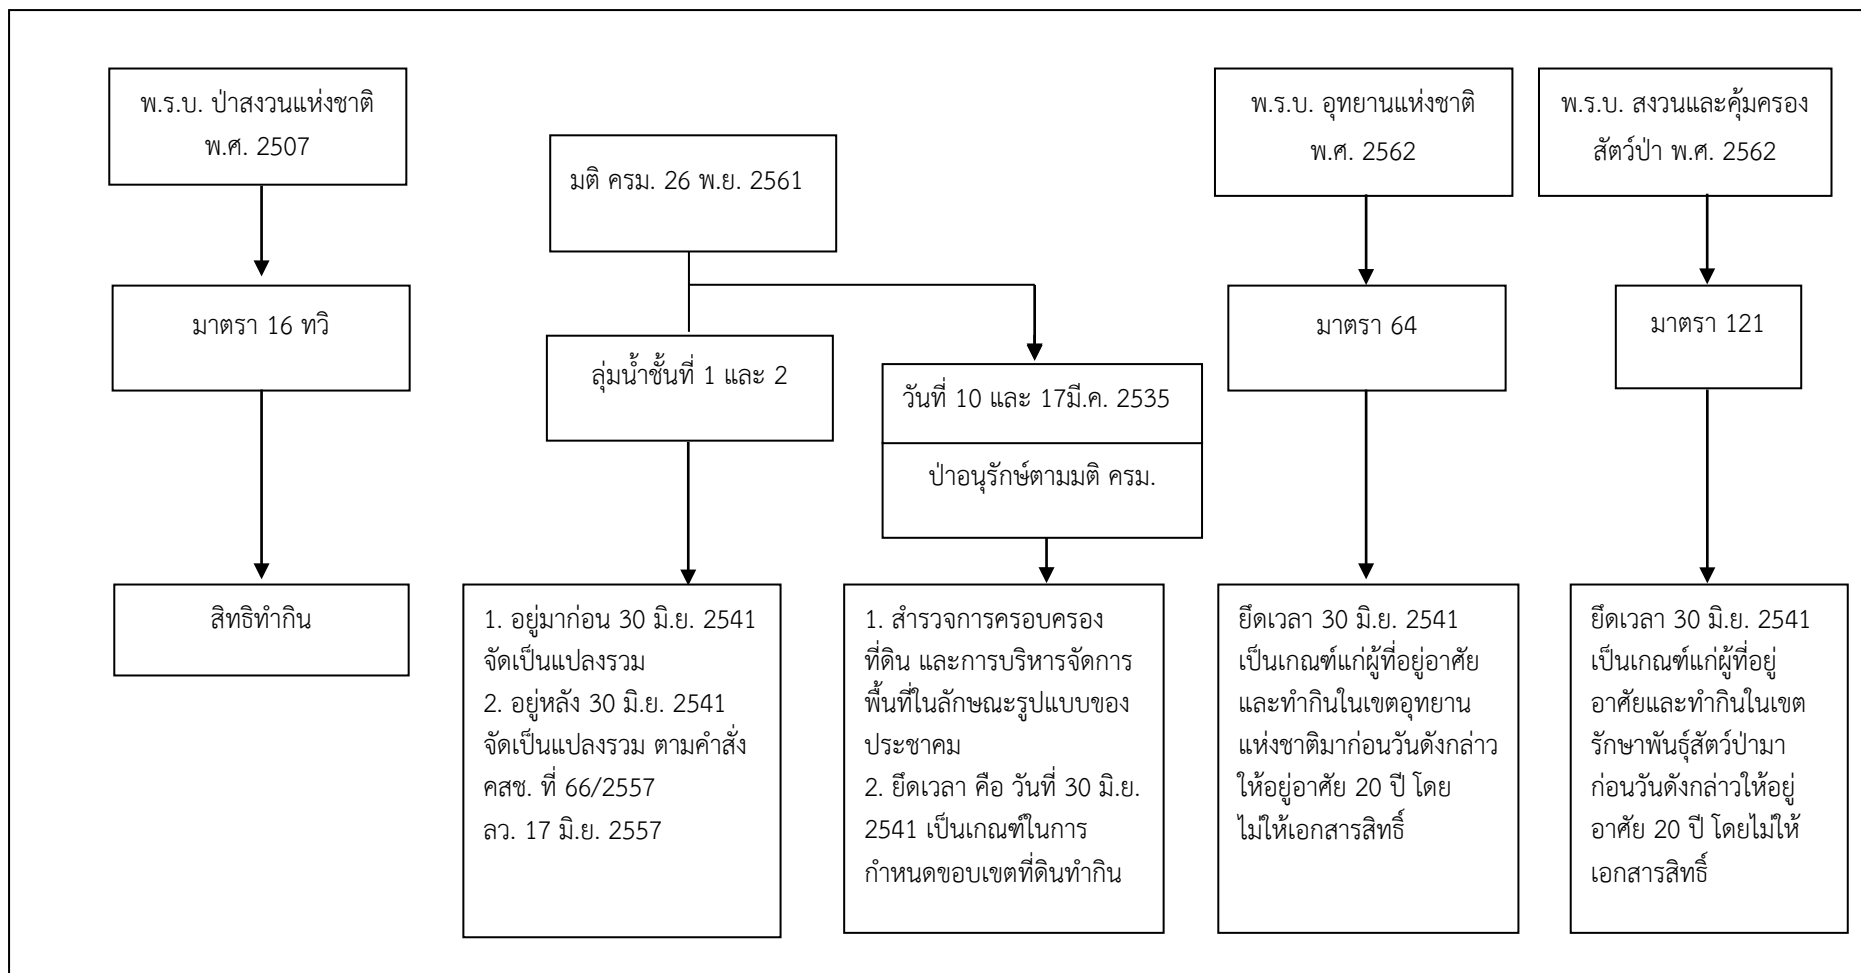 พ.ร.บ. ป่าสงวนแห่งชาติ
พ.ศ. 2507
มาตรา 16 ทวิ
สิทธิทำกิน
มติ ครม. 26 พ.ย. 2561
ลุ่มน้ำชั้นที่ 1 และ 2
1. อยู่มาก่อน 30 มิ.ย. 2541
จัดเป็นแปลงรวม
2. อยู่หลัง 30 มิ.ย. 2541
จัดเป็นแปลงรวม ตามคำสั่ง
คสช. ที่ 66/2557
ลว. 17 มิ.ย. 2557
วันที่ 10 และ 17มี.ค. 2535
ป่าอนุรักษ์ตามมติ ครม.
1. สำรวจการครอบครอง
ที่ดิน และการบริหารจัดการ
พื้นที่ในลักษณะรูปแบบของ
ประชาคม
2. ยึดเวลา คือ วันที่ 30 มิ.ย.
2541 เป็นเกณฑ์ในการ
กำหนดขอบเขตที่ดินทำกิน
พ.ร.บ. อุทยานแห่งชาติ
พ.ศ. 2562
มาตรา 64
ยึดเวลา 30 มิ.ย. 2541
เป็นเกณฑ์แก่ผู้ที่อยู่อาศัย
และทำกินในเขตอุทยาน
แห่งชาติมาก่อนวันดังกล่าว
ให้อยู่อาศัย 20 ปี โดย
ไม่ให้เอกสารสิทธิ์
พ.ร.บ. สงวนและคุ้มครอง
สัตว์ป่า พ.ศ. 2562
มาตรา 121
ยึดเวลา 30 มิ.ย. 2541
เป็นเกณฑ์แก่ผู้ที่อยู่
อาศัยและทำกินในเขต
รักษาพันธุ์สัตว์ป่ามา
ก่อนวันดังกล่าวให้อยู่
อาศัย 20 ปี โดยไม่ให้
เอกสารสิทธิ์